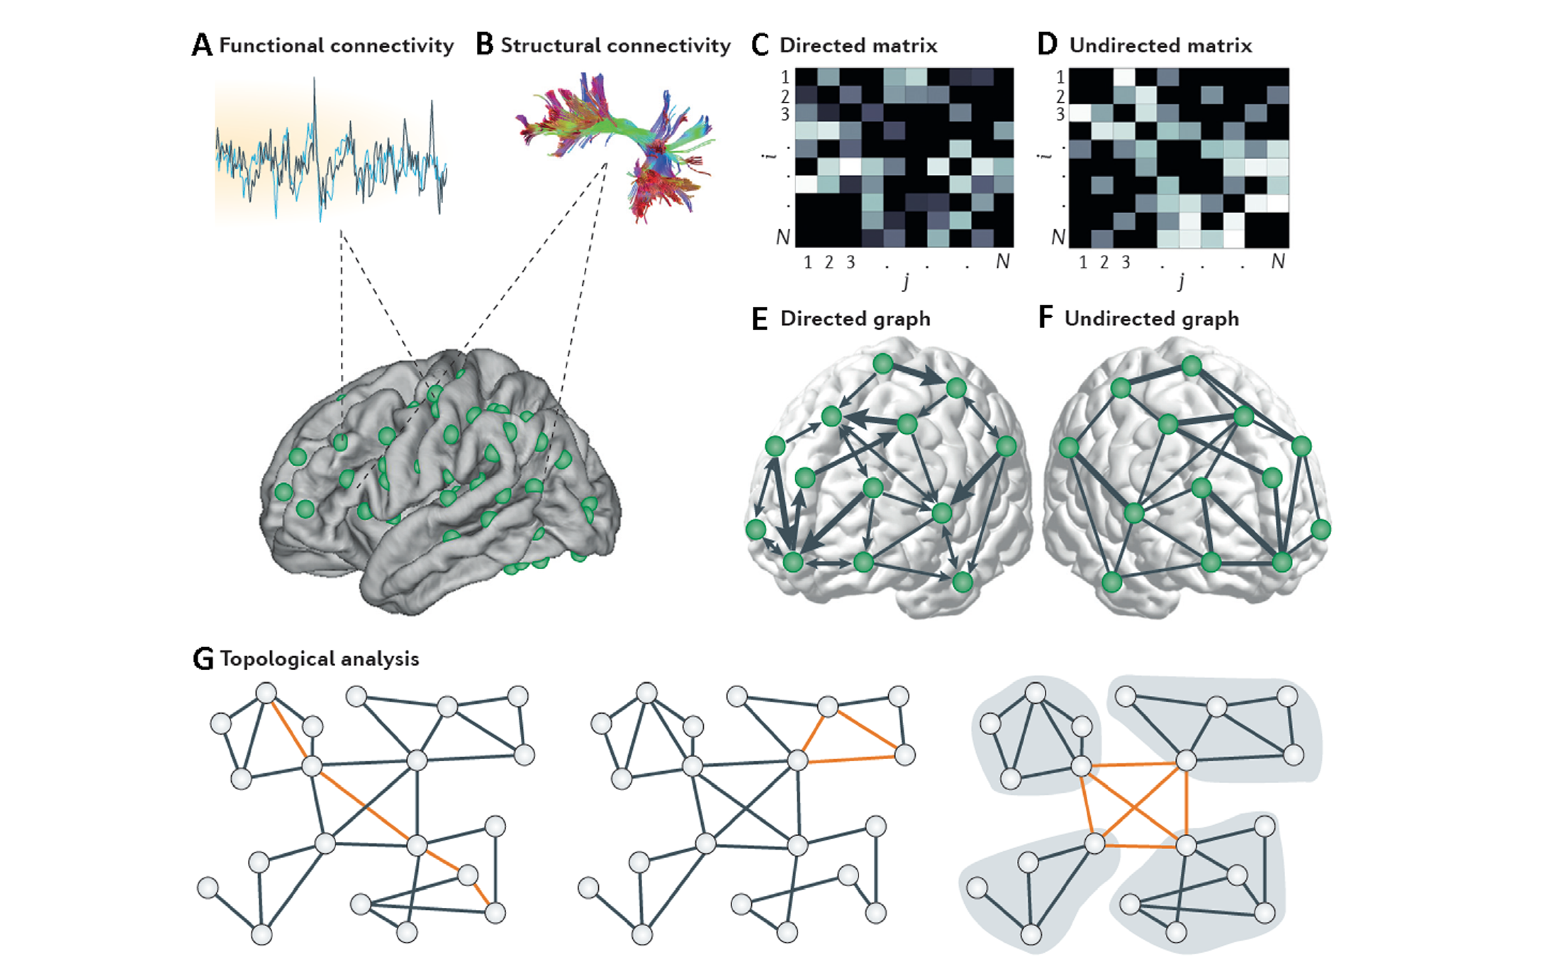 A Functional connectivity
B Structural connectivity
C Directed matrix
D Undirected matrix
1
2
3
.
i
.
.
N
1 2 3 . . . N
j
1
2
3
.
i
.
.
N
1 2 3 . . . N
j
E Directed graph
F Undirected graph
G Topological analysis